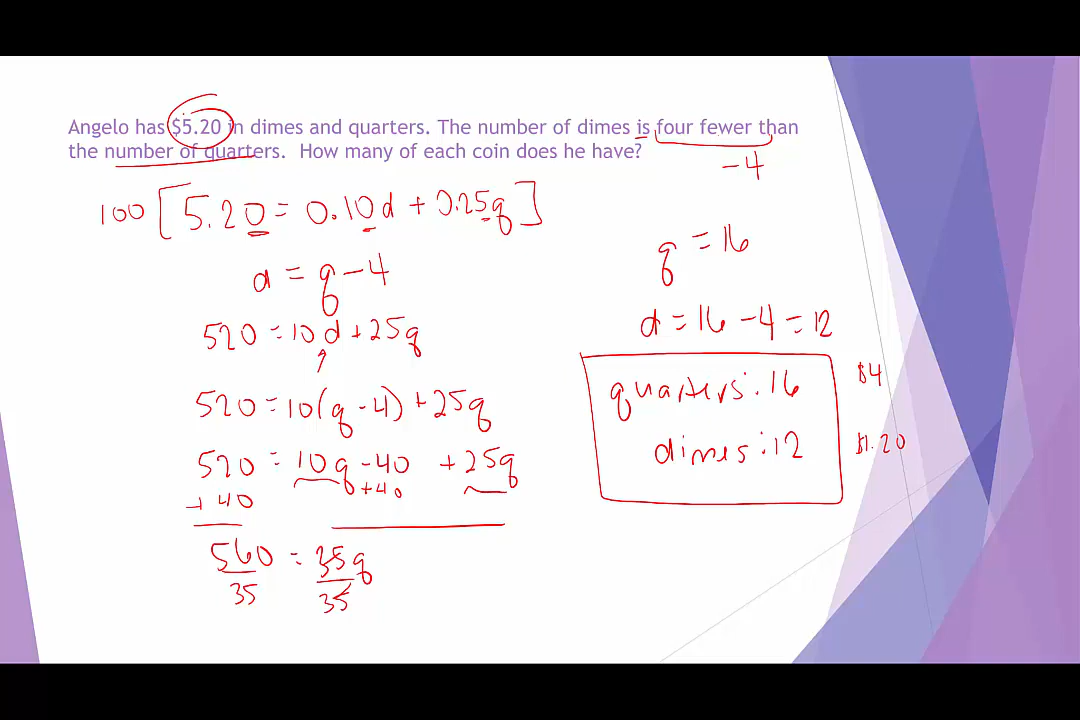 Angelo has $5.20 in dimes and quarters. The number of dimes is four fewer than
the number of quarters. How many of each coin does he have?
-4
100 [5.20 = 0.10d + 0.25q]
d = q - 4
520 = 10d + 25q
520 = 10(q - 4) + 25q
520 = 10q - 40 + 25q
+ 40 +40
560 = 35q
35 35
q = 16
d = 16 - 4 = 12
quarters: 16 $4
dimes: 12 $1.20